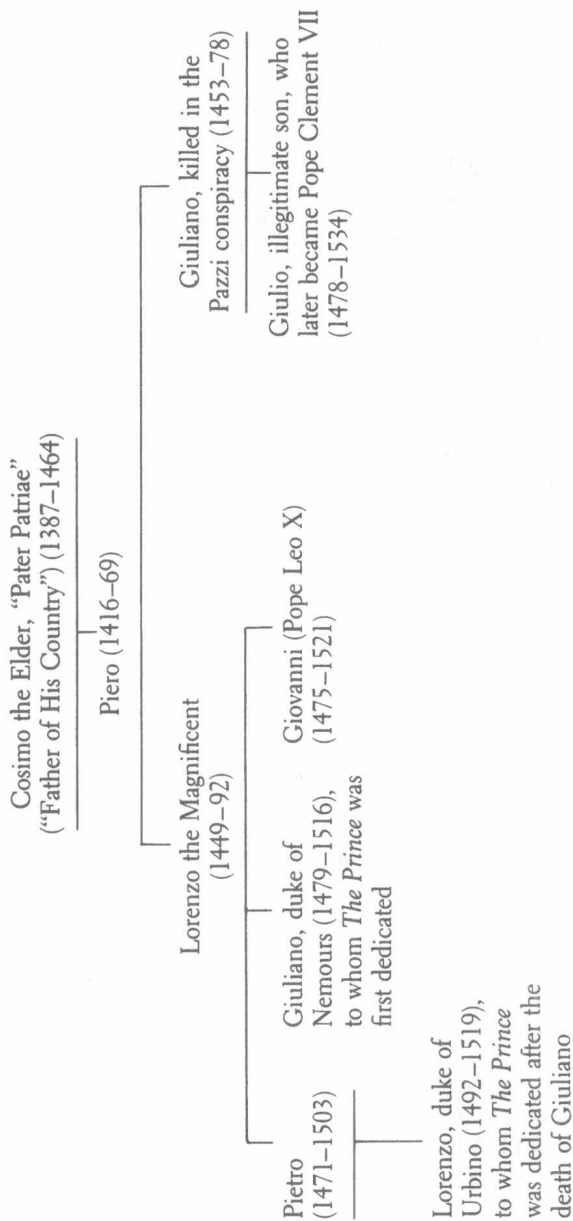 Cosimo the Elder, “Pater Patriae”
(“Father of His Country”) (1387–1464)
Piero (1416–69)
Lorenzo the Magnificent
(1449–92)
Giuliano, killed in the
Pazzi conspiracy (1453–78)
Pietro
(1471–1503)
Giuliano, duke of
Nemours (1479–1516),
to whom The Prince was
first dedicated
Giovanni (Pope Leo X)
(1475–1521)
Giulio, illegitimate son, who
later became Pope Clement VII
(1478–1534)
Lorenzo, duke of
Urbino (1492–1519),
to whom The Prince
was dedicated after the
death of Giuliano